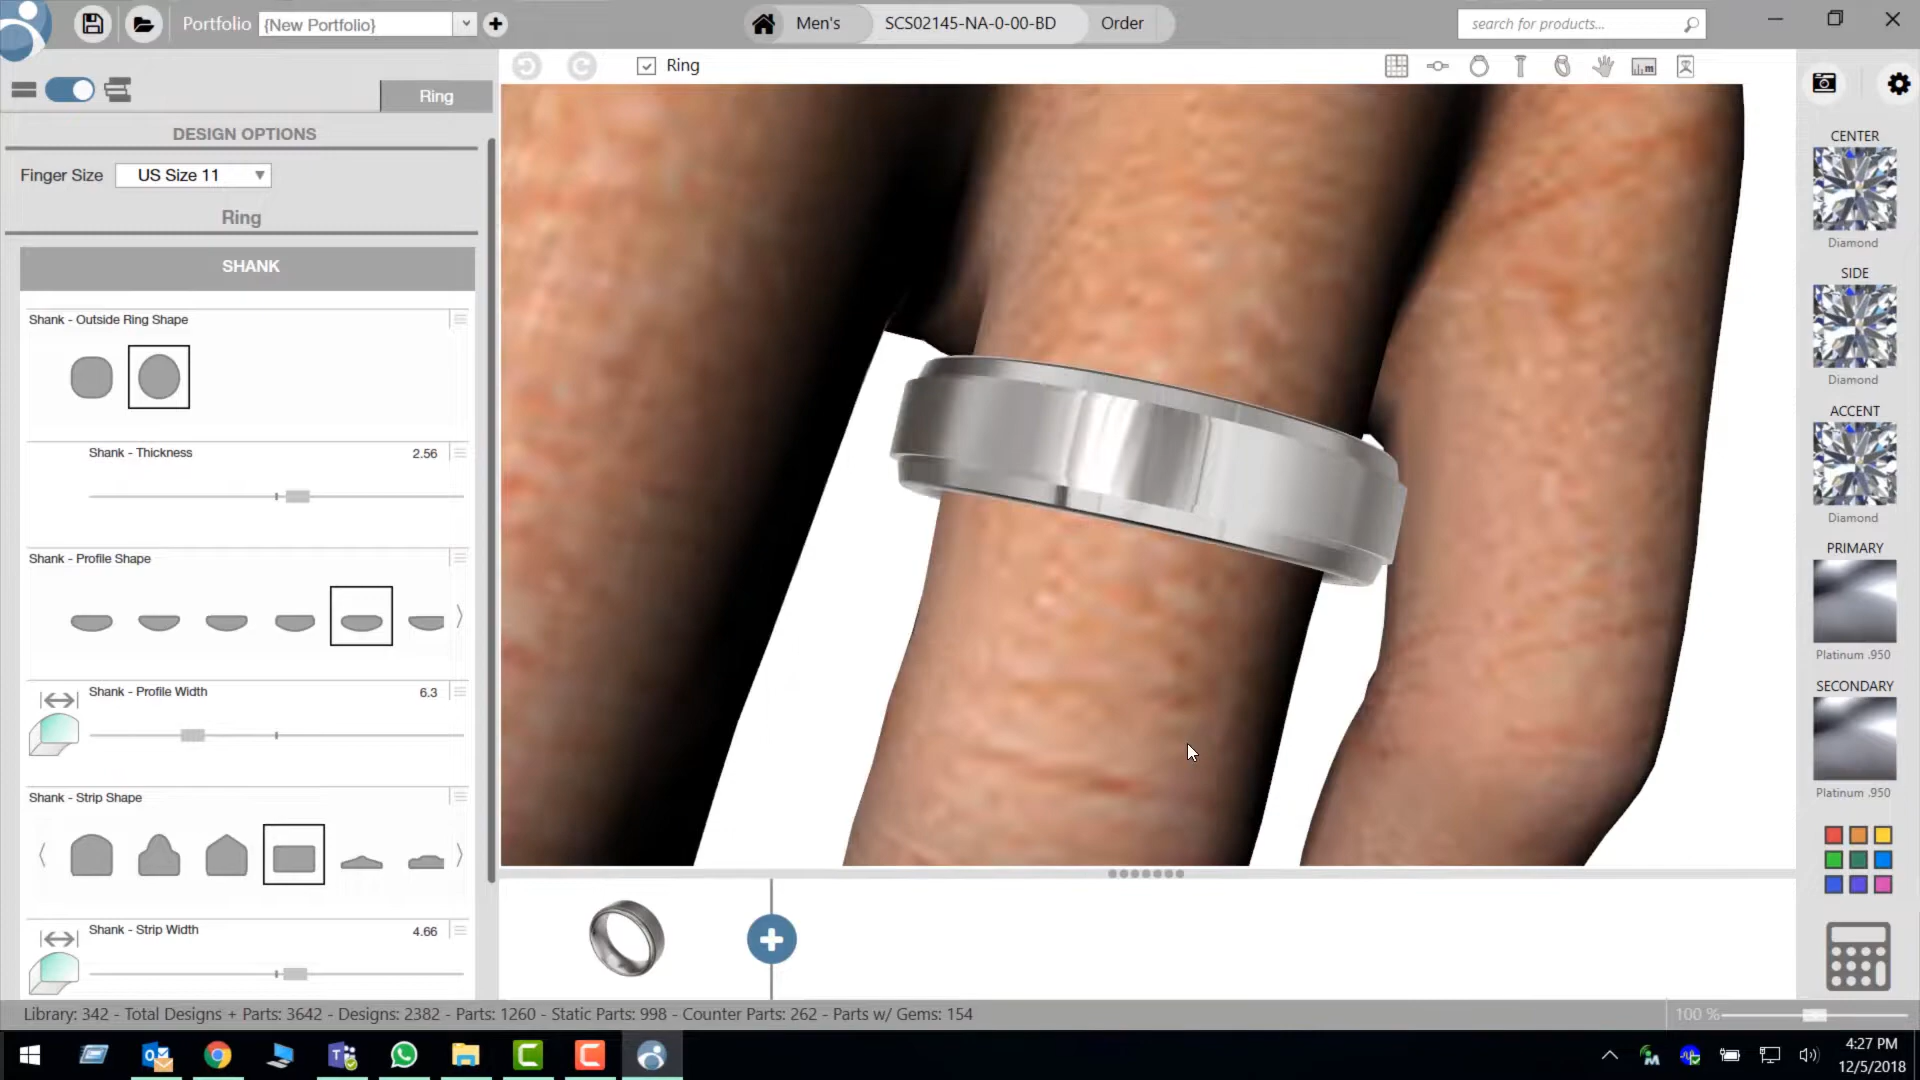 Portfolio
{New Portfolio}
Men's
SCS02145-NA-0-00-BD
Order
search for products...
Ring
Ring
DESIGN OPTIONS
Finger Size
US Size 11
Ring
SHANK
Shank - Outside Ring Shape
Shank - Thickness
2.56
Shank - Profile Shape
Shank - Profile Width
6.3
Shank - Strip Shape
Shank - Strip Width
4.66
CENTER
Diamond
SIDE
Diamond
ACCENT
Diamond
PRIMARY
Platinum .950
SECONDARY
Platinum .950
Library: 342 - Total Designs + Parts: 3642 - Designs: 2382 - Parts: 1260 - Static Parts: 998 - Counter Parts: 262 - Parts w/ Gems: 154
100 %
4:27 PM
12/5/2018